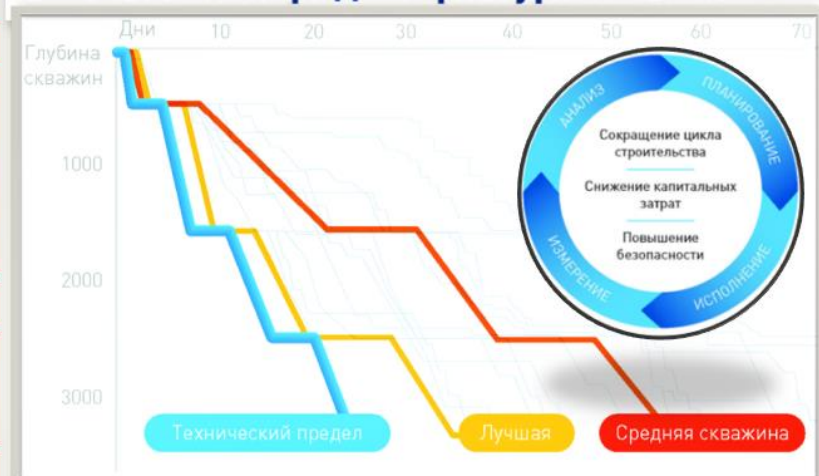 Дни 10 20 30 40 50 60 70
Глубина
скважин
1000
2000
3000
АНАЛИЗ
ПЛАНИРОВАНИЕ
ИСПОЛНЕНИЕ
ИЗМЕРЕНИЕ
Сокращение цикла
строительства
Снижение капитальных
затрат
Повышение
безопасности
Технический предел
Лучшая
Средняя скважина